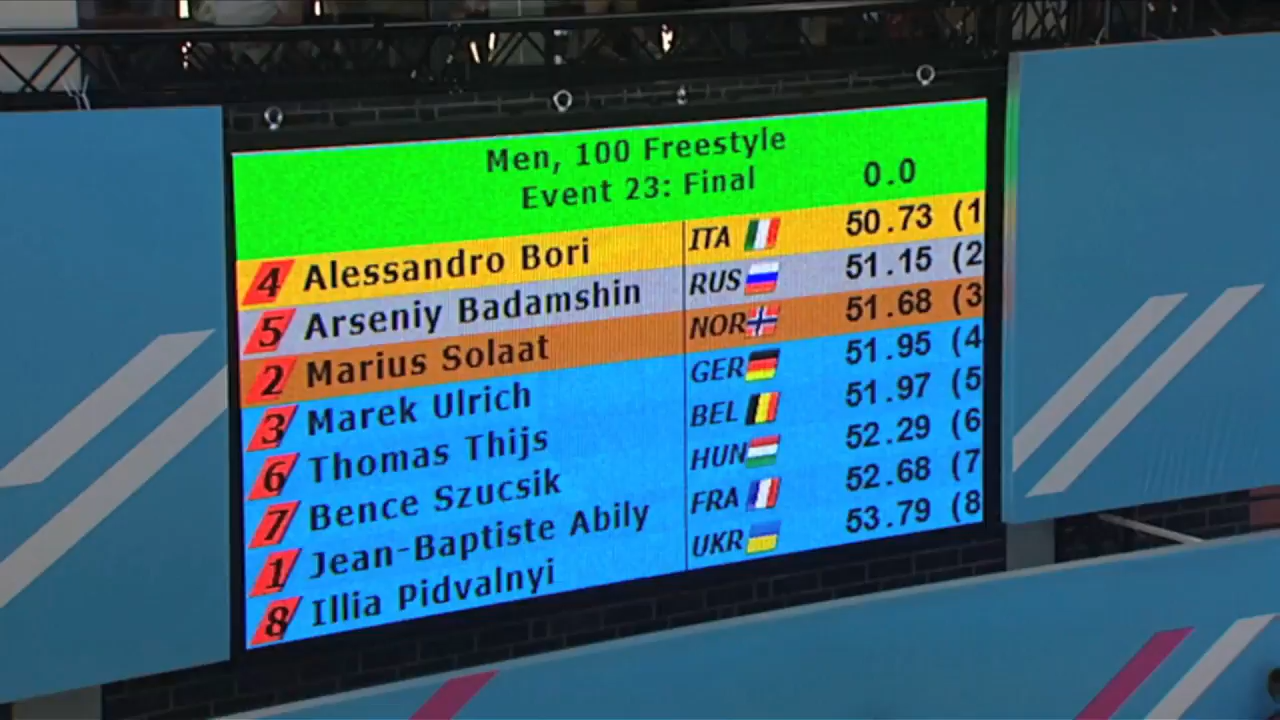 Men, 100 Freestyle
Event 23: Final 0.0
4 Alessandro Bori ITA 50.73 (1
5 Arseniy Badamshin RUS 51.15 (2
2 Marius Solaat NOR 51.68 (3
3 Marek Ulrich GER 51.95 (4
6 Thomas Thijs BEL 51.97 (5
7 Bence Szucsik HUN 52.29 (6
1 Jean-Baptiste Abily FRA 52.68 (7
8 Illia Pidvalnyi UKR 53.79 (8